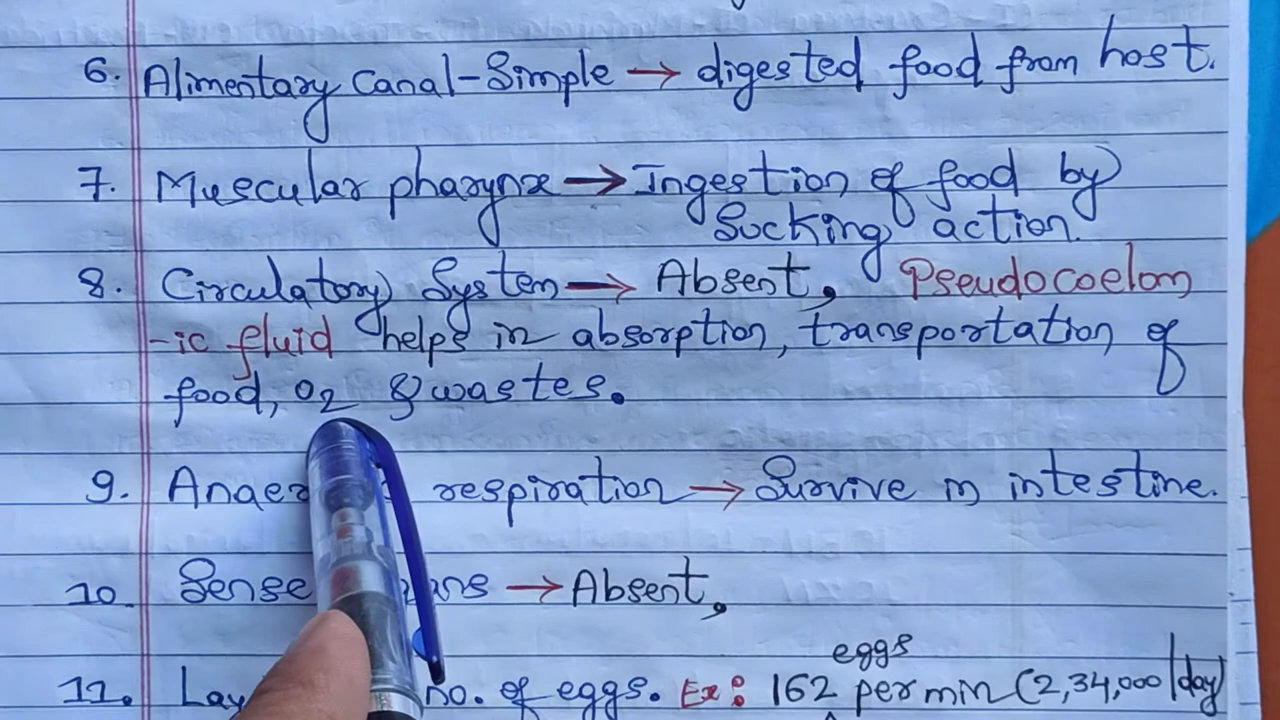 6. Alimentary Canal-Simple → digested food from host.
7. Muscular pharynx → Ingestion of food by
Sucking action.
8. Circulatory System → Absent, Pseudocoelom
-ic fluid helps in absorption, transportation of
food, O2 & wastes.
9. respiration → Survive in intestine.
10. Sense → Absent,
eggs
11. Lay no. of eggs. Ex: 162 per min (2,34,000/day)